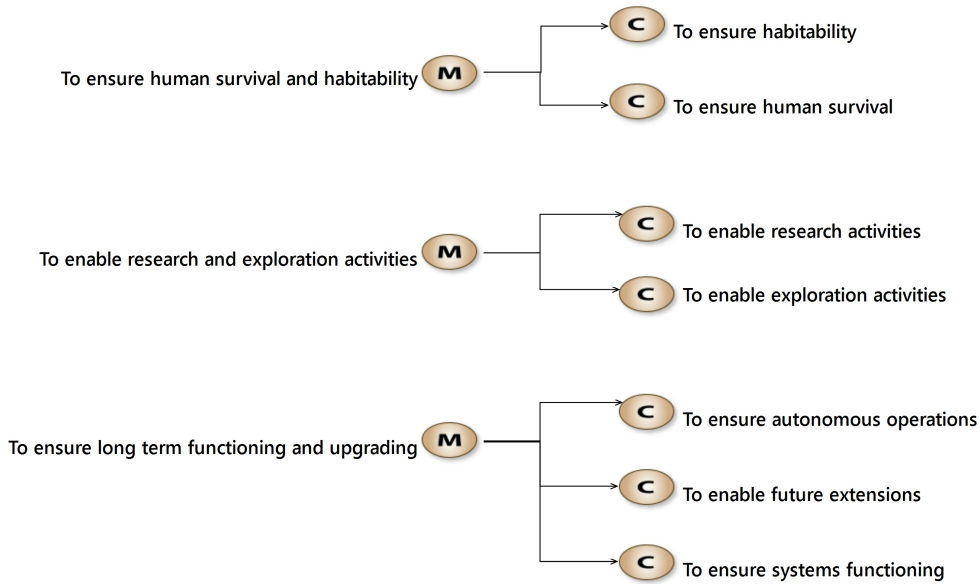 C To ensure habitability
To ensure human survival and habitability M
C To ensure human survival
C To enable research activities
To enable research and exploration activities M
C To enable exploration activities
C To ensure autonomous operations
To ensure long term functioning and upgrading M
C To enable future extensions
C To ensure systems functioning